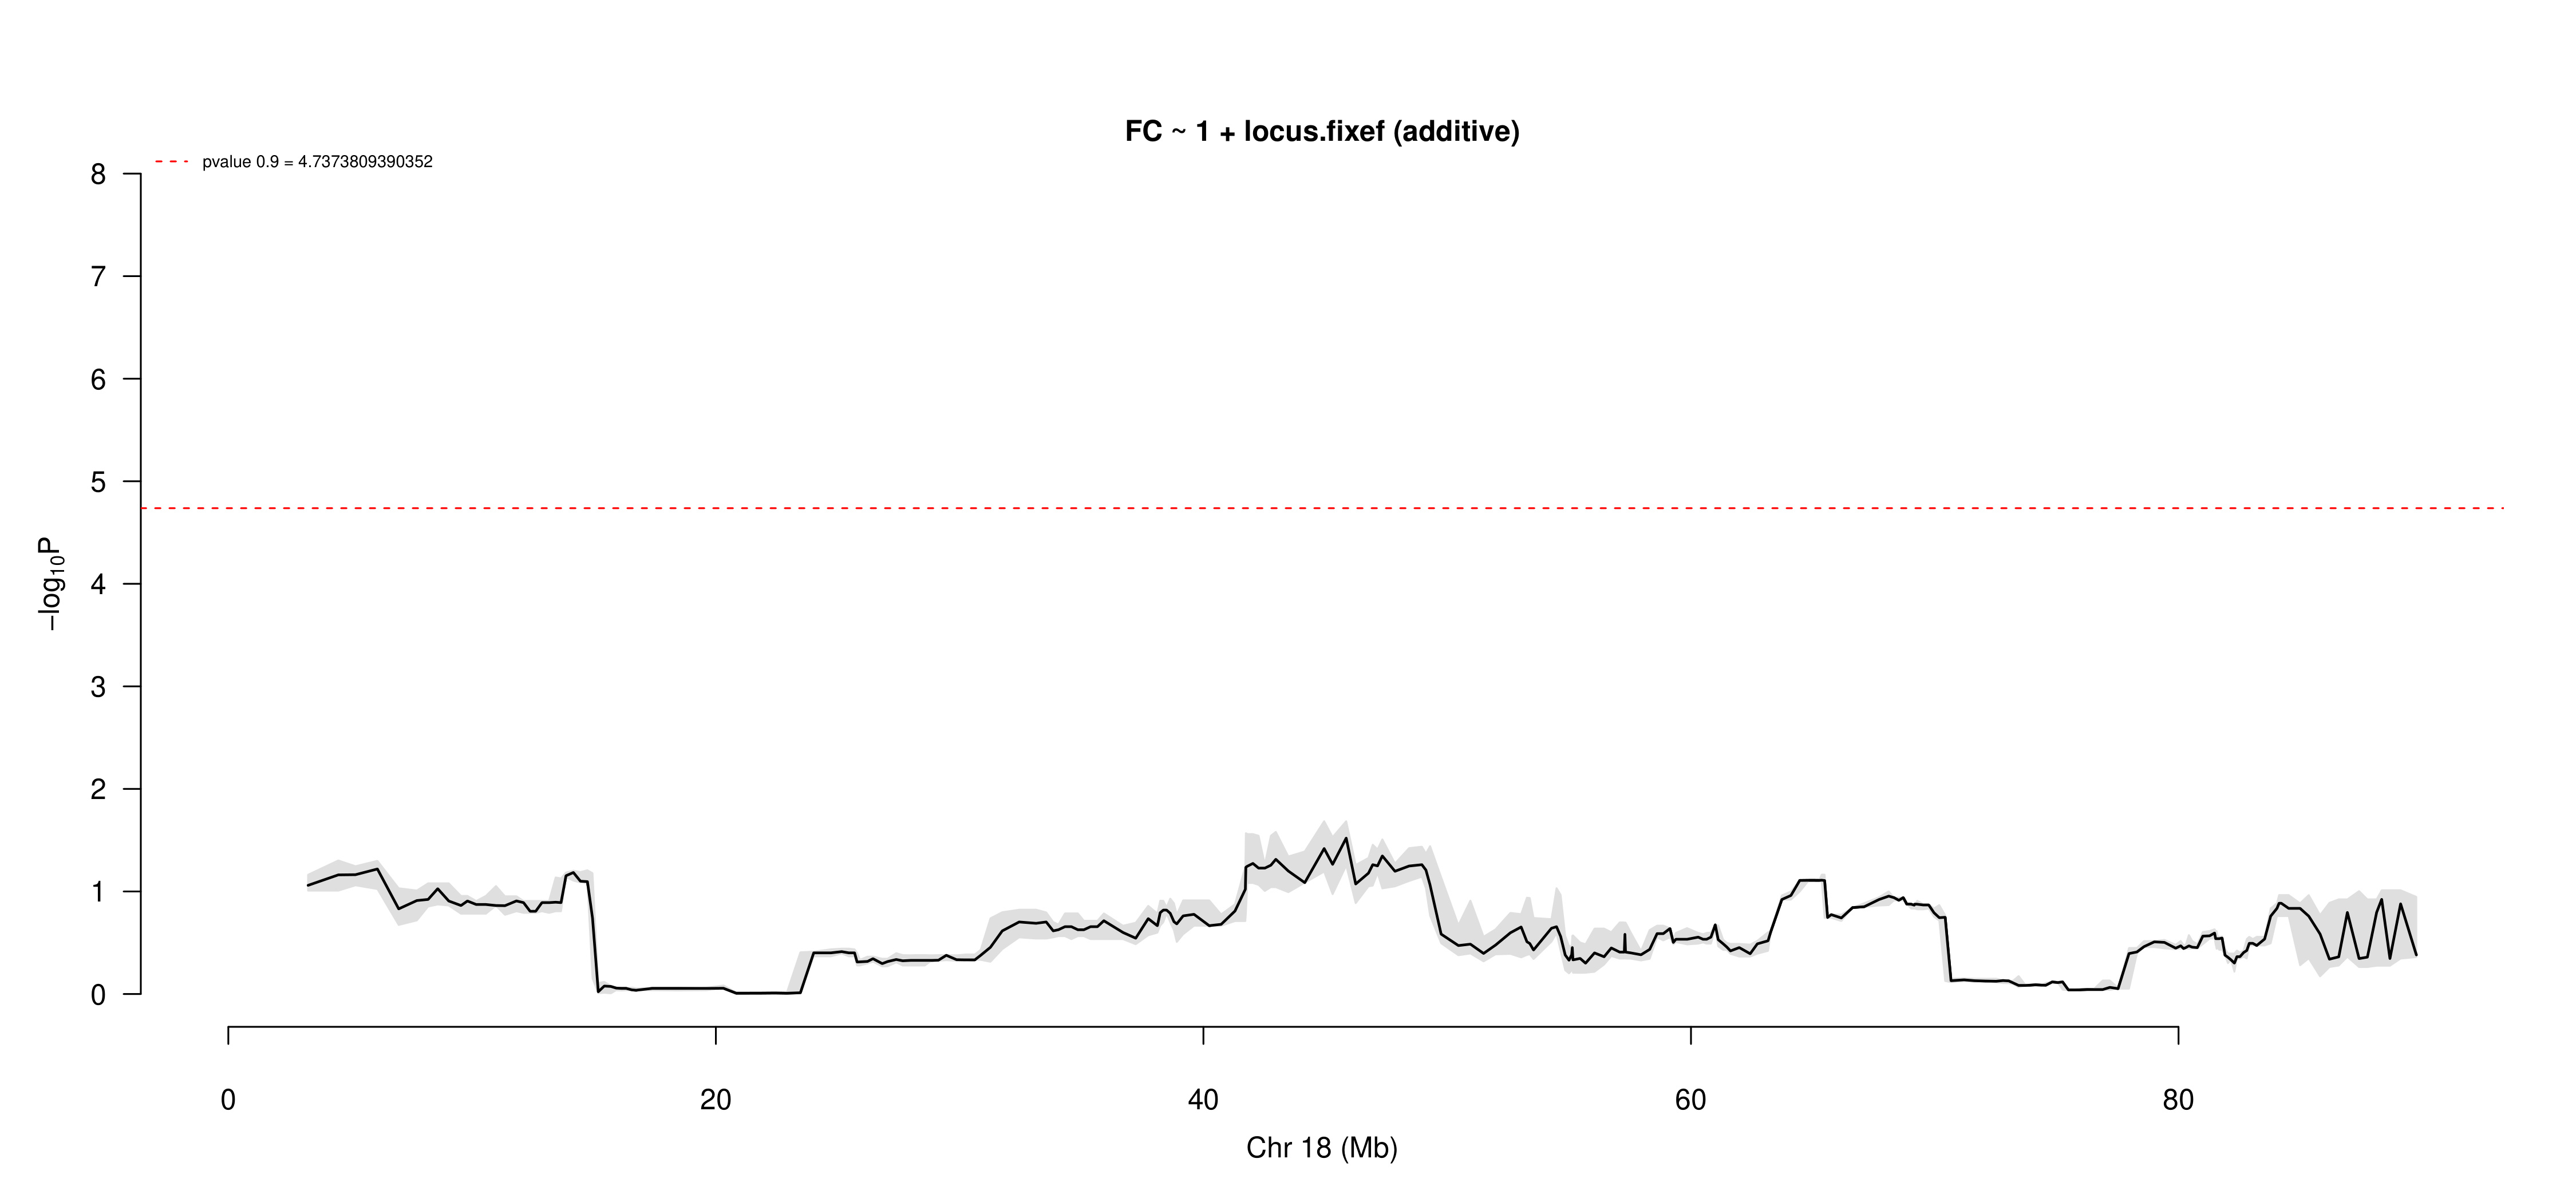 FC ~ 1 + locus.fixef (additive)
pvalue 0.9 = 4.7373809390352
8
7
6
5
4
3
2
1
0
−log10P
0 20 40 60 80
Chr 18 (Mb)